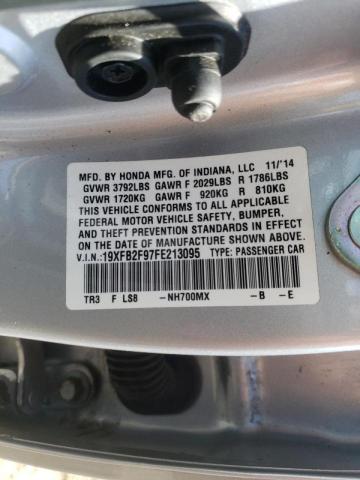 MFD. BY HONDA MFG. OF INDIANA, LLC 11/'14
GVWR 3792LBS GAWR F 2029LBS R 1786LBS
GVWR 1720KG GAWR F 920KG R 810KG
THIS VEHICLE CONFORMS TO ALL APPLICABLE
FEDERAL MOTOR VEHICLE SAFETY, BUMPER,
AND THEFT PREVENTION STANDARDS IN EFFECT
ON THE DATE OF MANUFACTURE SHOWN ABOVE.
V.I.N.:19XFB2F97FE213095 TYPE: PASSENGER CAR
TR3 F LS8 -NH700MX -B -E